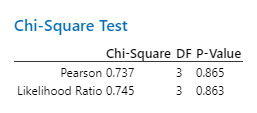 Chi-Square Test
Chi-Square DF P-Value
Pearson 0.737 3 0.865
Likelihood Ratio 0.745 3 0.863